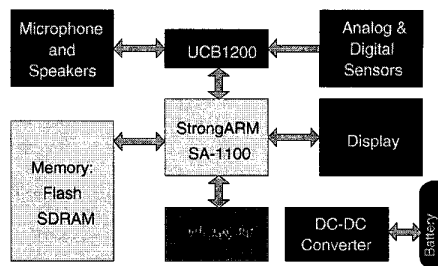 Microphone
and
Speakers
UCB1200
Analog &
Digital
Sensors
StrongARM
SA-1100
Display
Memory:
Flash
SDRAM
DC-DC
Converter
Battery